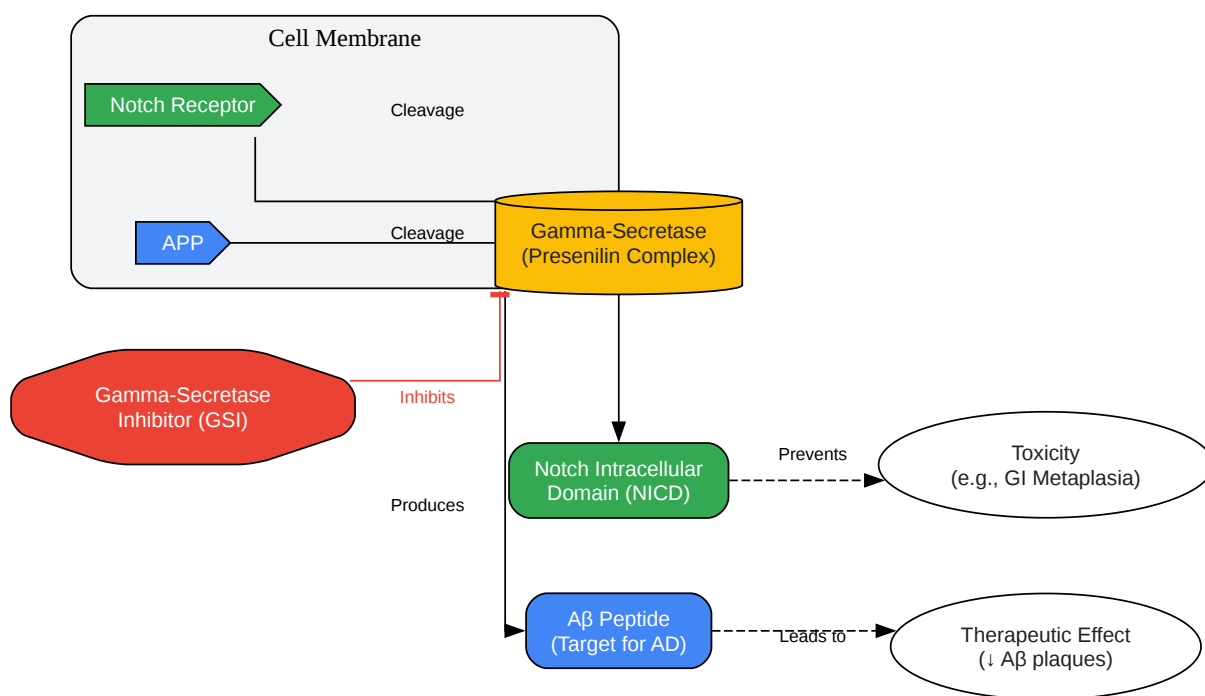 Cell Membrane
Notch Receptor
Cleavage
APP
Cleavage
Gamma-Secretase
(Presenilin Complex)
Gamma-Secretase
Inhibitor (GSI)
Inhibits
Notch Intracellular
Domain (NICD)
Prevents
Toxicity
(e.g., GI Metaplasia)
Produces
Aβ Peptide
(Target for AD)
Leads to
Therapeutic Effect
(↓ Aβ plaques)